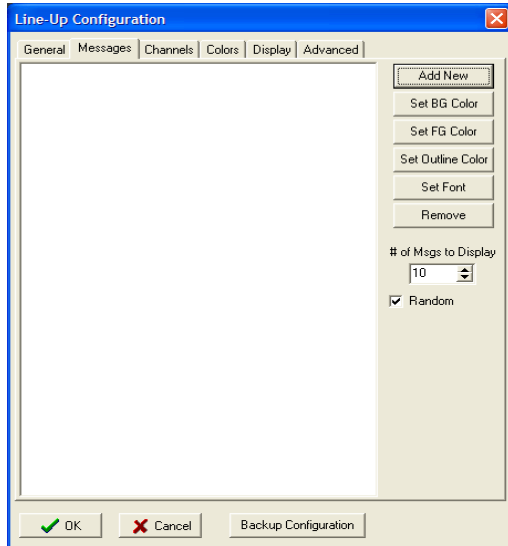 Line-Up Configuration
General Messages Channels Colors Display Advanced
Add New
Set BG Color
Set FG Color
Set Outline Color
Set Font
Remove
# of Msgs to Display
10
Random
OK Cancel Backup Configuration